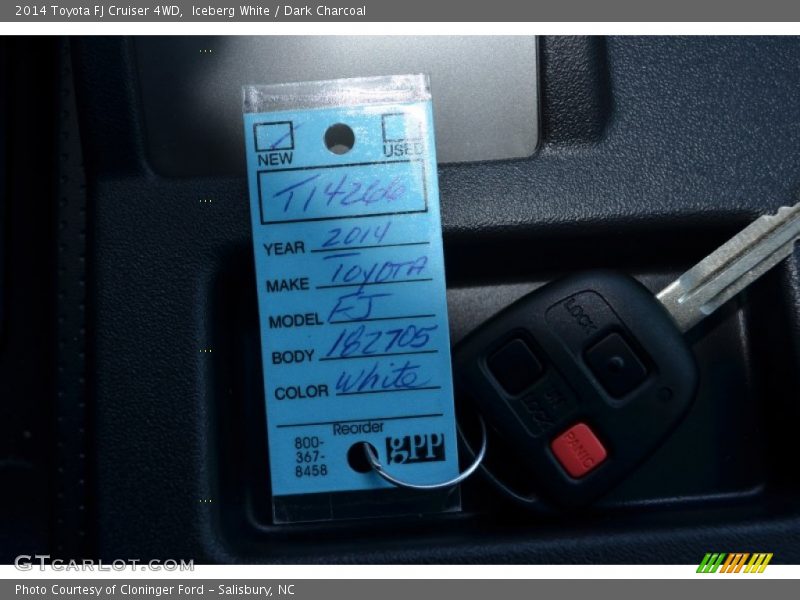 2014 Toyota FJ Cruiser 4WD,  Iceberg White / Dark Charcoal
NEW USED
T14266
YEAR 2014
MAKE TOYOTA
MODEL FJ
BODY 182705
COLOR White
Reorder
800-
367-
8458
gPP
LOCK
UN
LOCK
PANIC
GTCarLot.com
Photo Courtesy of Cloninger Ford - Salisbury, NC